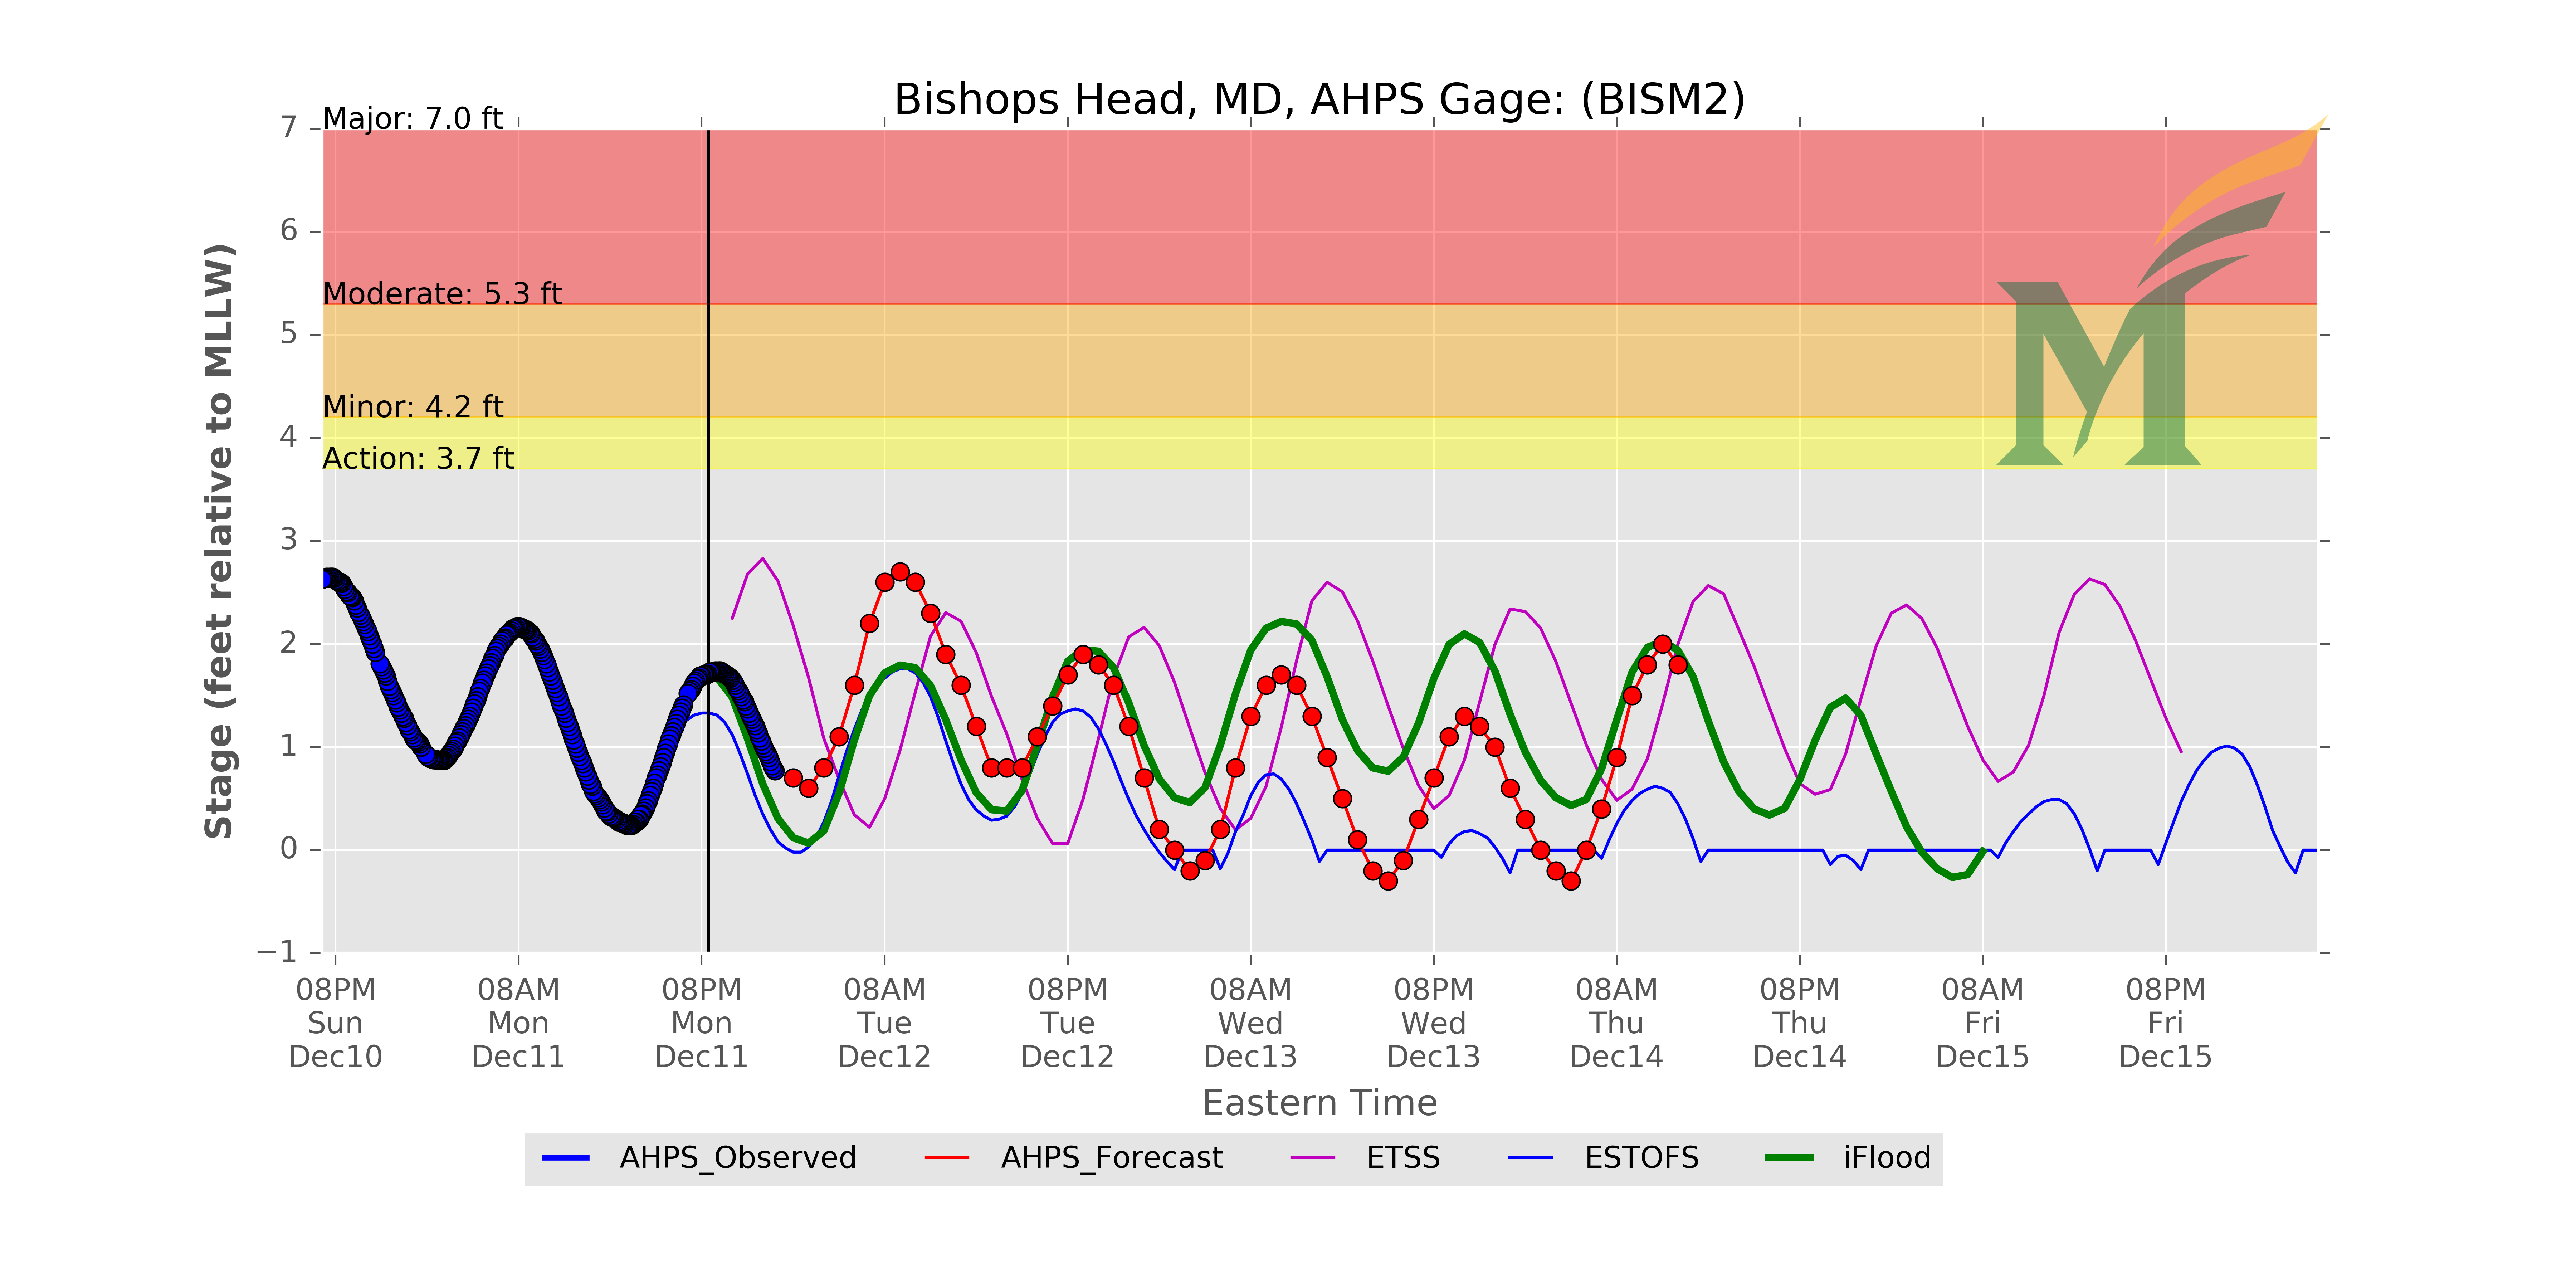 Bishops Head, MD, AHPS Gage: (BISM2)
Major: 7.0 ft
Moderate: 5.3 ft
Minor: 4.2 ft
Action: 3.7 ft
7
6
5
4
3
2
1
0
−1
Stage (feet relative to MLLW)
08PM 08AM 08PM 08AM 08PM 08AM 08PM 08AM 08PM 08AM 08PM
Sun Mon Mon Tue Tue Wed Wed Thu Thu Fri Fri
Dec10 Dec11 Dec11 Dec12 Dec12 Dec13 Dec13 Dec14 Dec14 Dec15 Dec15
Eastern Time
AHPS_Observed AHPS_Forecast ETSS ESTOFS iFlood
M